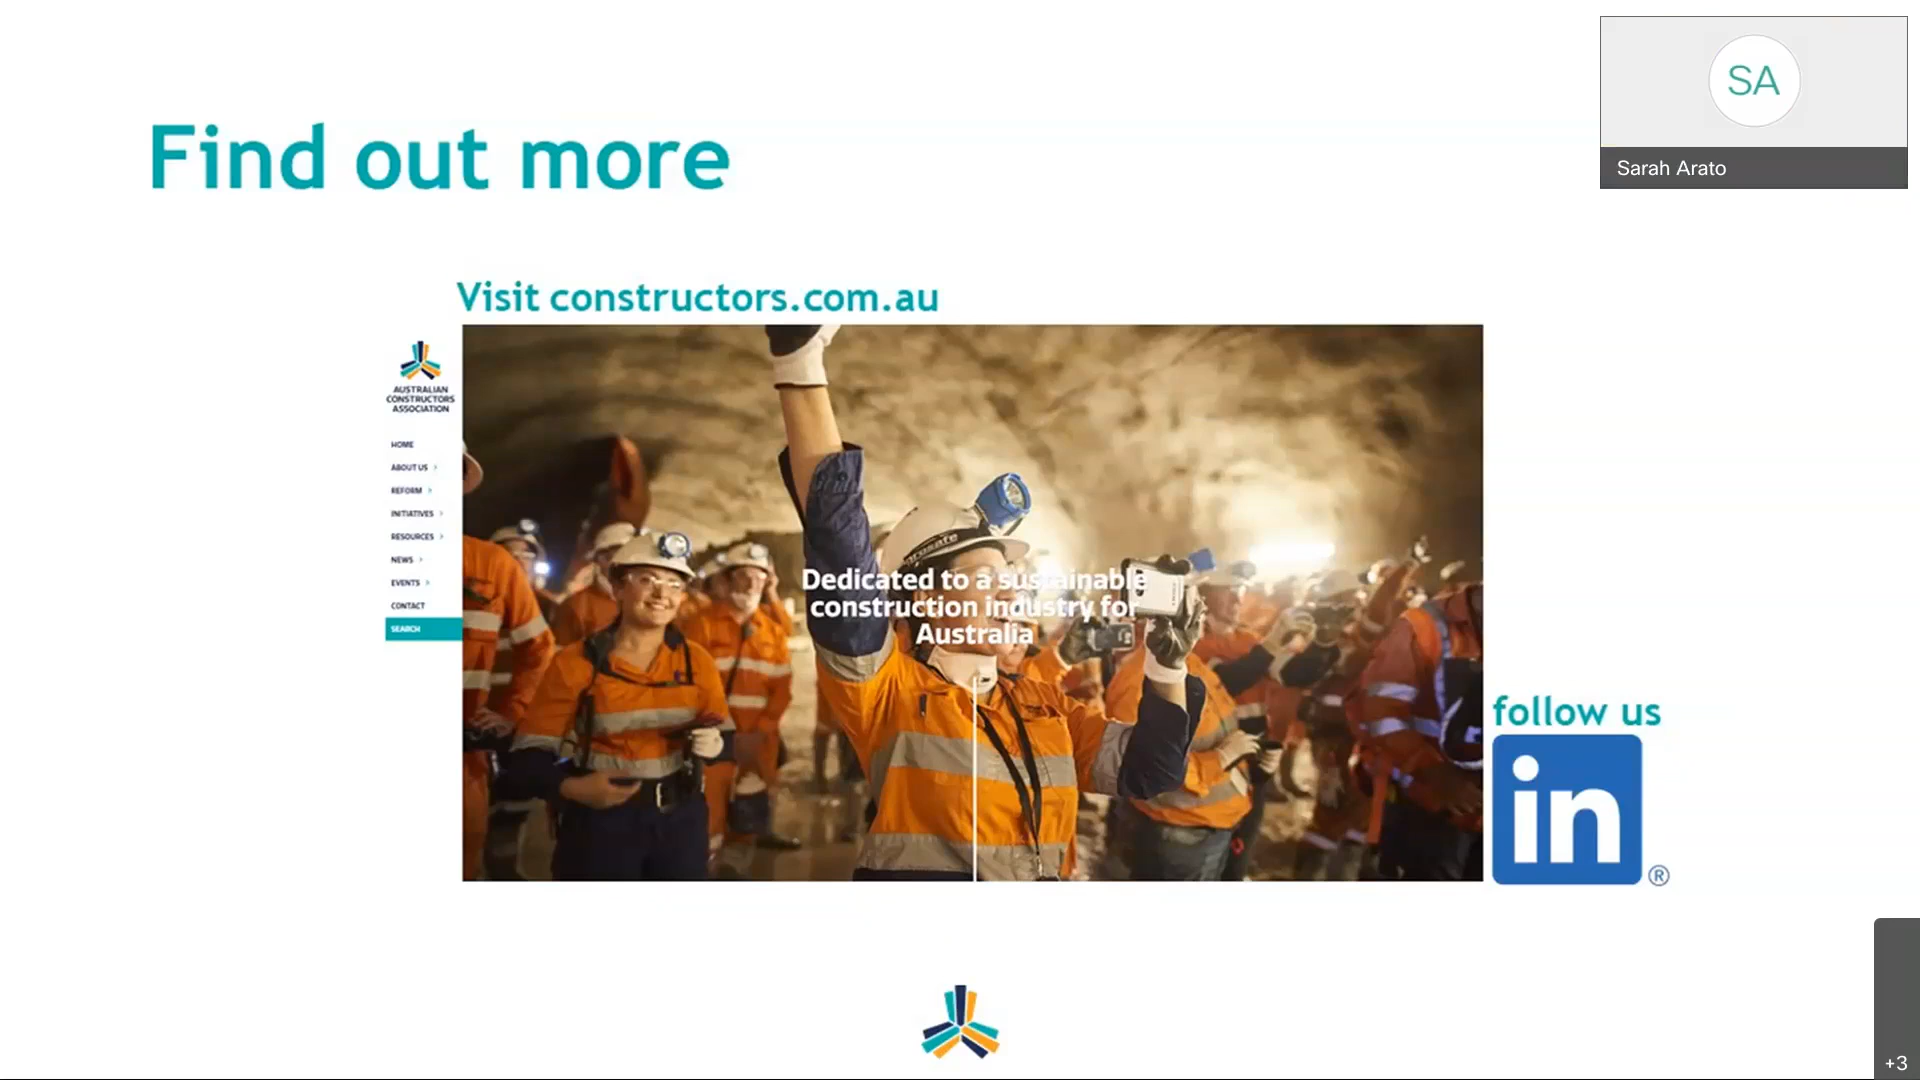 SA
Sarah Arato
Find out more
Visit constructors.com.au
AUSTRALIAN
CONSTRUCTORS
ASSOCIATION
HOME
ABOUT US
REFORM
INITIATIVES
RESOURCES
NEWS
EVENTS
CONTACT
SEARCH
Dedicated to a sustainable
construction industry for
Australia
follow us
in
®
+3